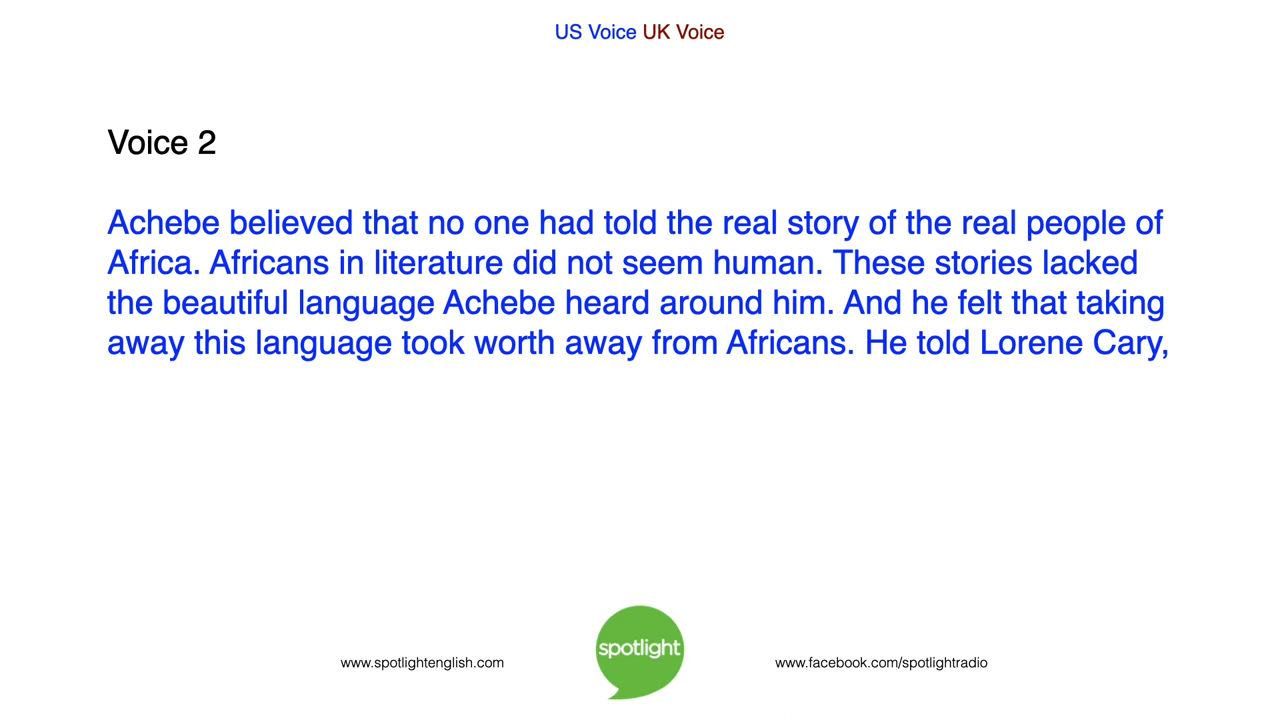 US Voice UK Voice
Voice 2
Achebe believed that no one had told the real story of the real people of
Africa. Africans in literature did not seem human. These stories lacked
the beautiful language Achebe heard around him. And he felt that taking
away this language took worth away from Africans. He told Lorene Cary,
spotlight
www.spotlightenglish.com
www.facebook.com/spotlightradio